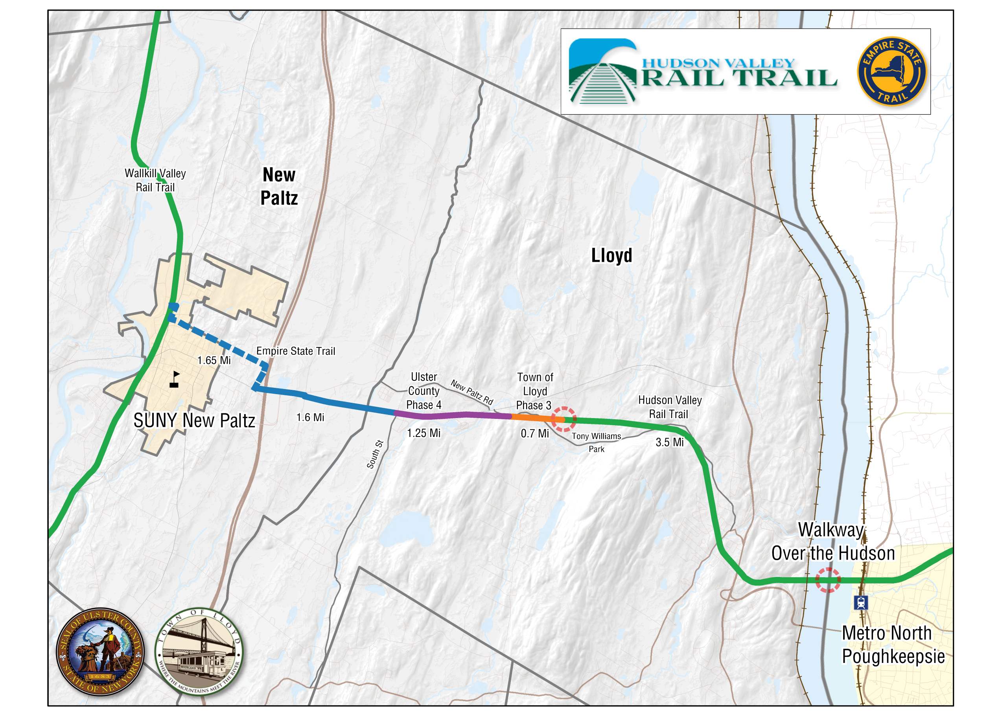 HUDSON VALLEY
RAIL TRAIL
EMPIRE STATE
TRAIL
Wallkill Valley
Rail Trail
New
Paltz
Lloyd
Empire State Trail
1.65 Mi
SUNY New Paltz
1.6 Mi
Ulster
County
Phase 4
1.25 Mi
New Paltz Rd
Town of
Lloyd
Phase 3
0.7 Mi
South St
Tony Williams
Park
Hudson Valley
Rail Trail
3.5 Mi
Walkway
Over the Hudson
Metro North
Poughkeepsie
SEAL OF ULSTER COUNTY
STATE OF NEW YORK
1683
TOWN OF LLOYD
WHERE THE MOUNTAINS MEET THE RIVER
HIGHLAND, NY